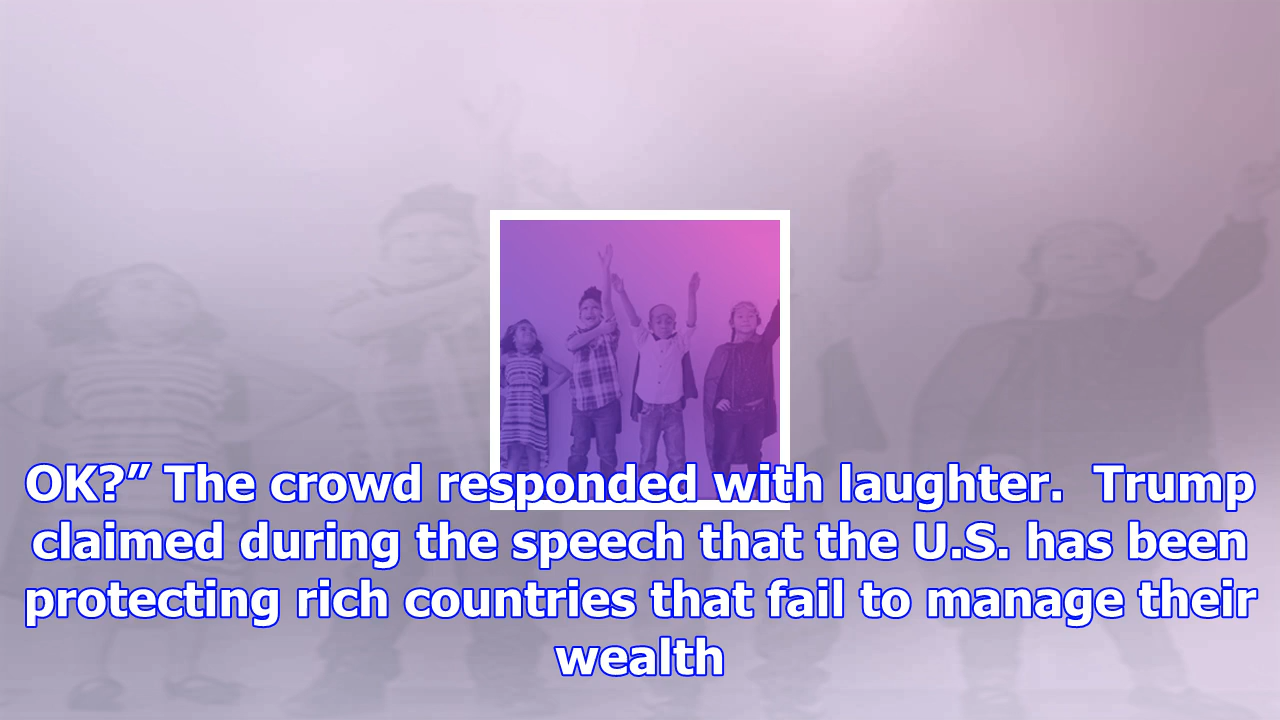 OK?” The crowd responded with laughter.  Trump
claimed during the speech that the U.S. has been
protecting rich countries that fail to manage their
wealth